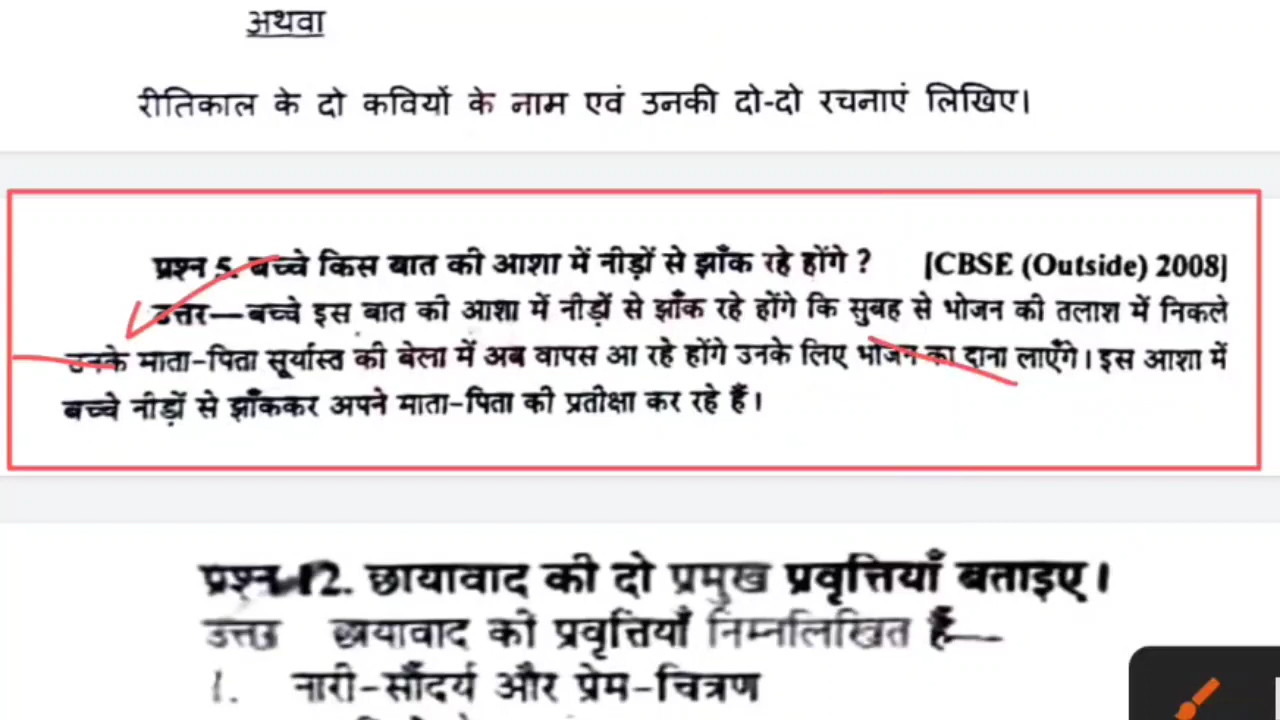 अथवा
रीतिकाल के दो कवियों के नाम एवं उनकी दो-दो रचनाएं लिखिए।
प्रश्न 5. बच्चे किस बात की आशा में नीड़ों से झाँक रहे होंगे ? [CBSE (Outside) 2008]
उत्तर—बच्चे इस बात की आशा में नीड़ों से झाँक रहे होंगे कि सुबह से भोजन की तलाश में निकले
उनके माता-पिता सूर्यास्त की बेला में अब वापस आ रहे होंगे उनके लिए भोजन का दाना लाएँगे। इस आशा में
बच्चे नीड़ों से झाँककर अपने माता-पिता की प्रतीक्षा कर रहे हैं।
प्रश्न 12. छायावाद की दो प्रमुख प्रवृत्तियाँ बताइए।
उत्तर छायावाद की प्रवृत्तियाँ निम्नलिखित हैं—
1. नारी-सौंदर्य और प्रेम-चित्रण